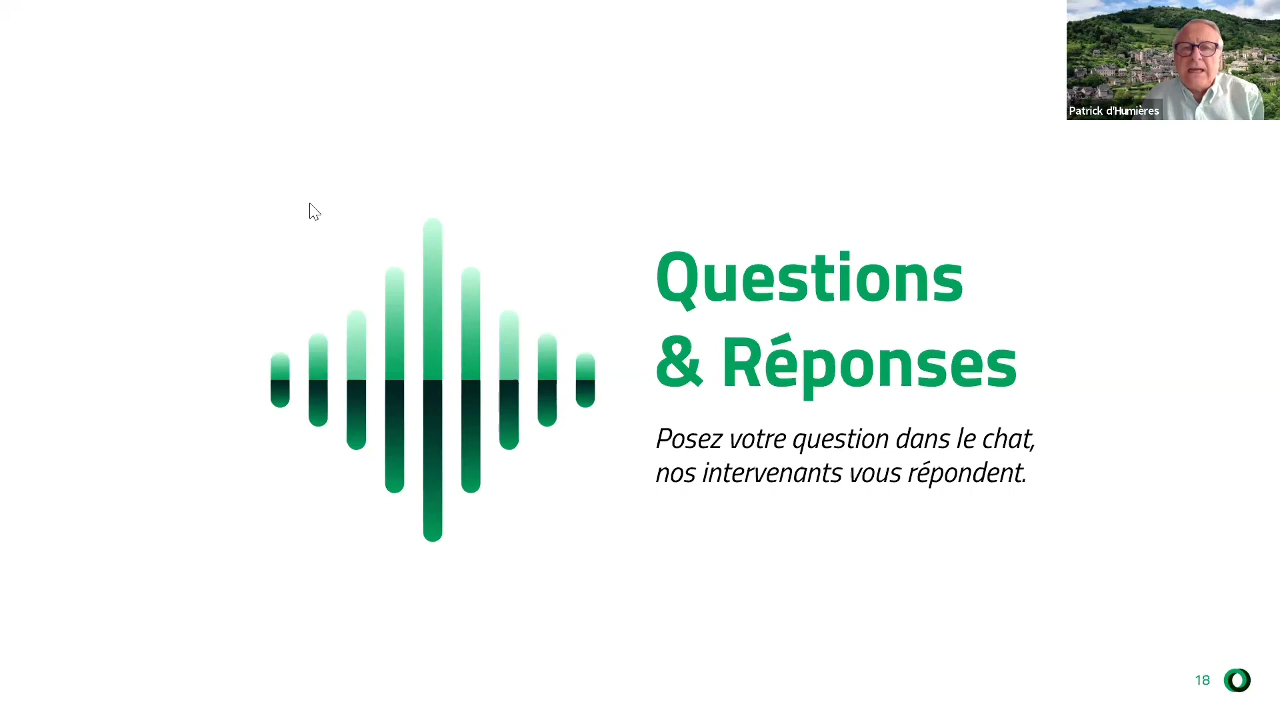 Patrick d'Humières
Questions
& Réponses
Posez votre question dans le chat,
nos intervenants vous répondent.
18